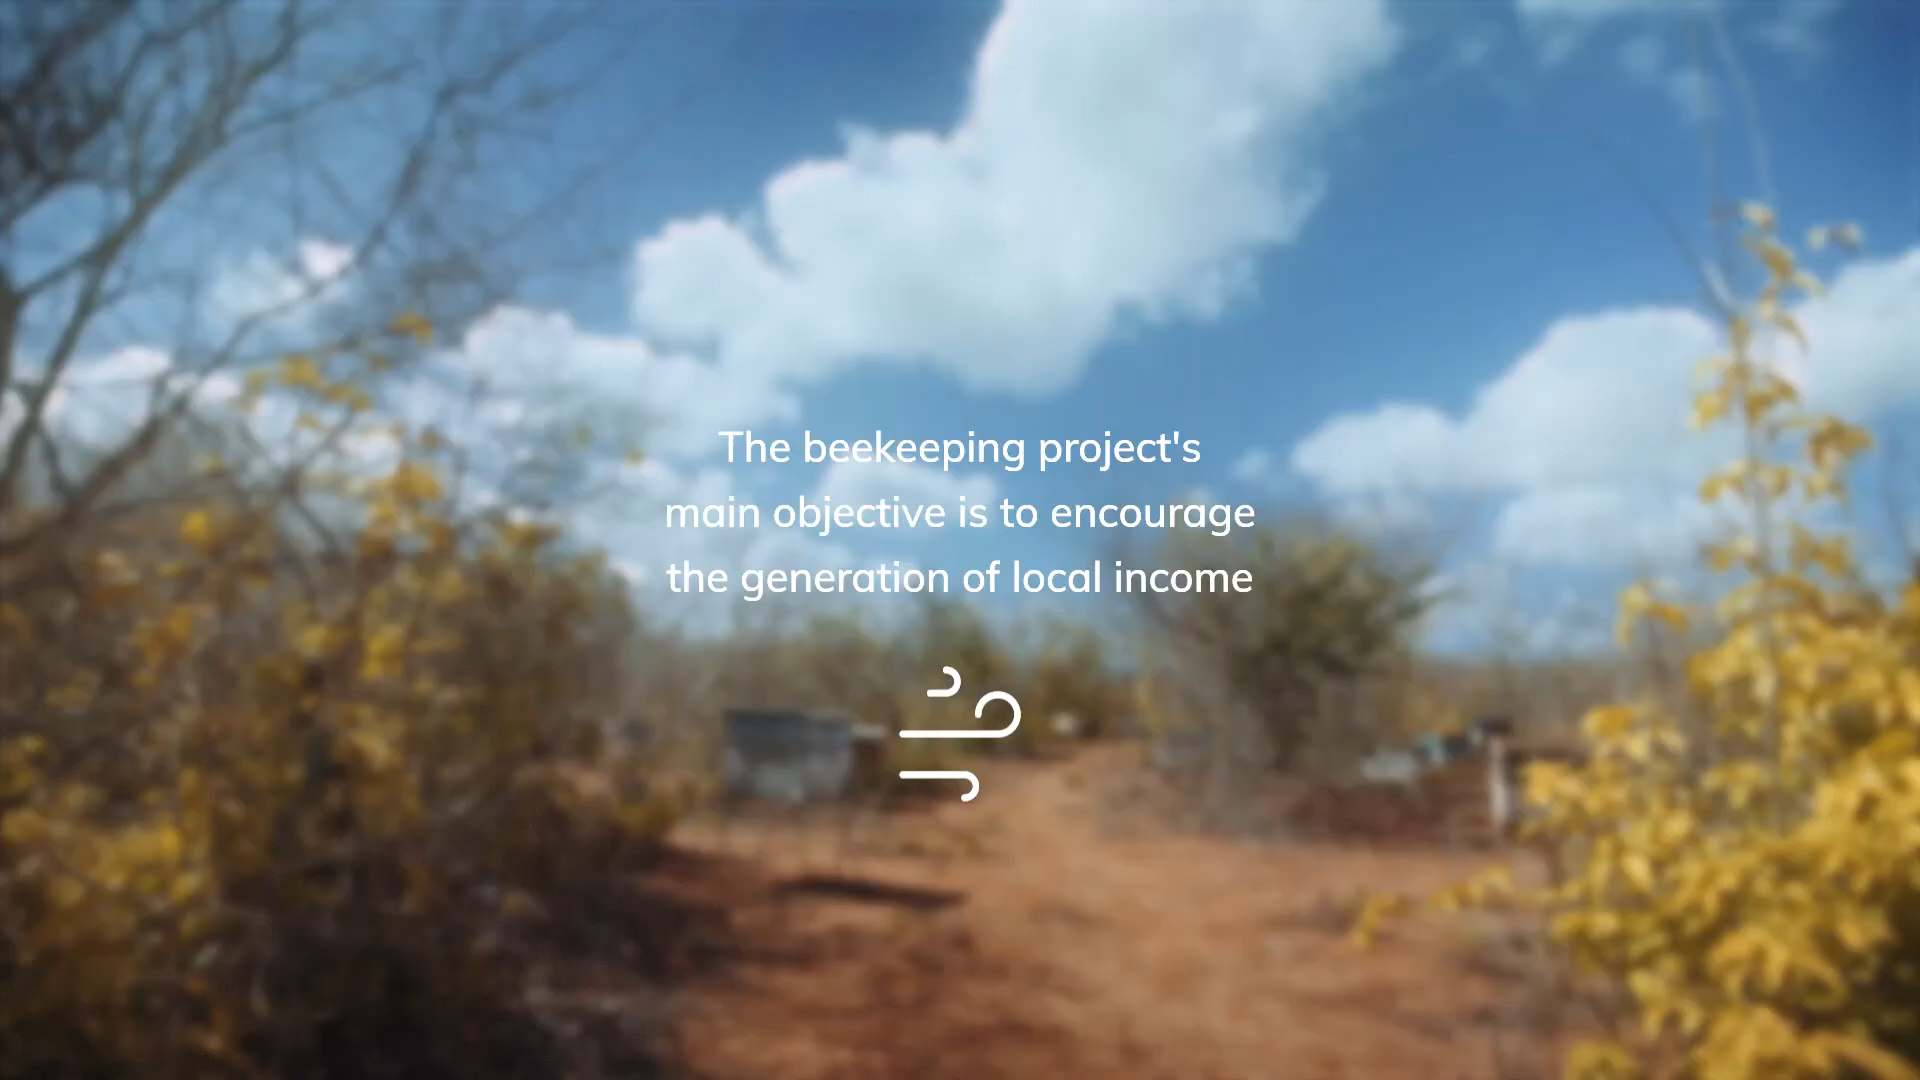 The beekeeping project's
main objective is to encourage
the generation of local income